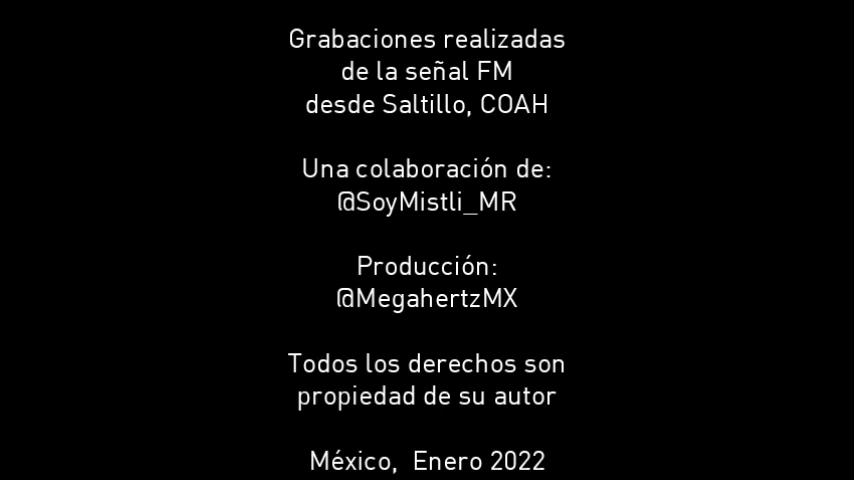 Grabaciones realizadas
de la señal FM
desde Saltillo, COAH
Una colaboración de:
@SoyMistli_MR
Producción:
@MegahertzMX
Todos los derechos son
propiedad de su autor
México, Enero 2022